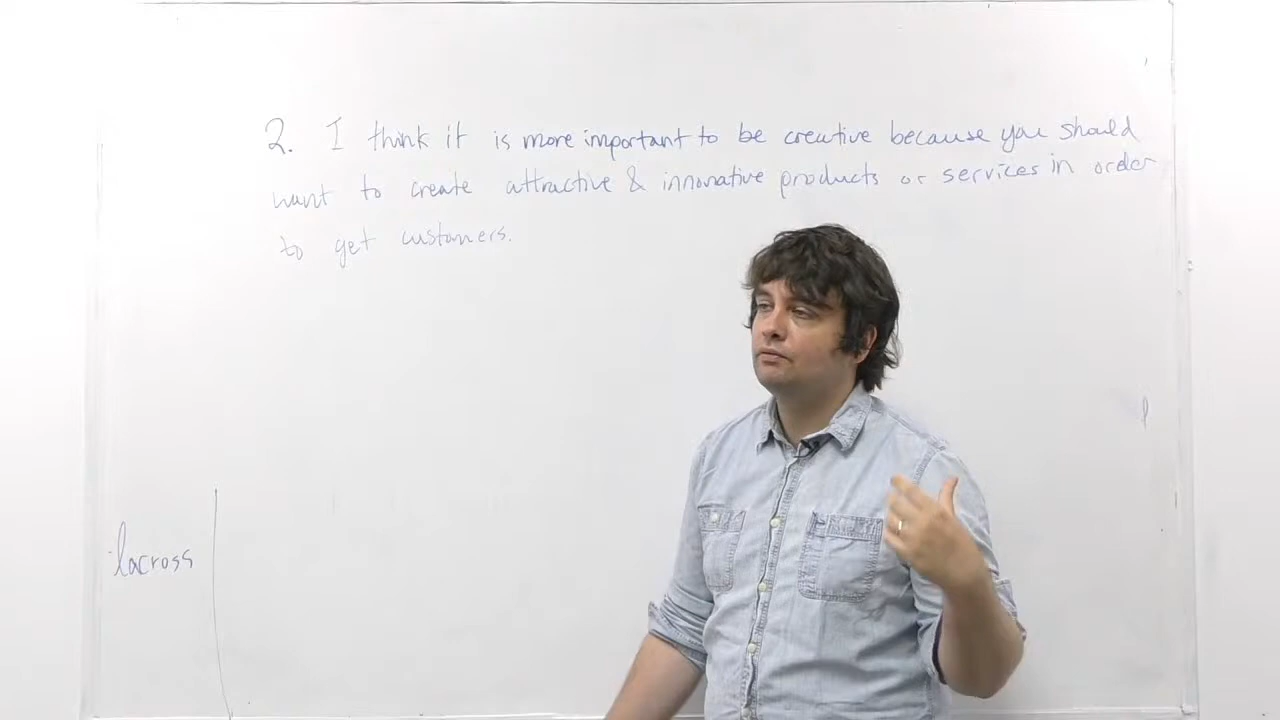 2. I think it is more important to be creative because you should
want to create attractive & innovative products or services in order
to get customers.
lacross